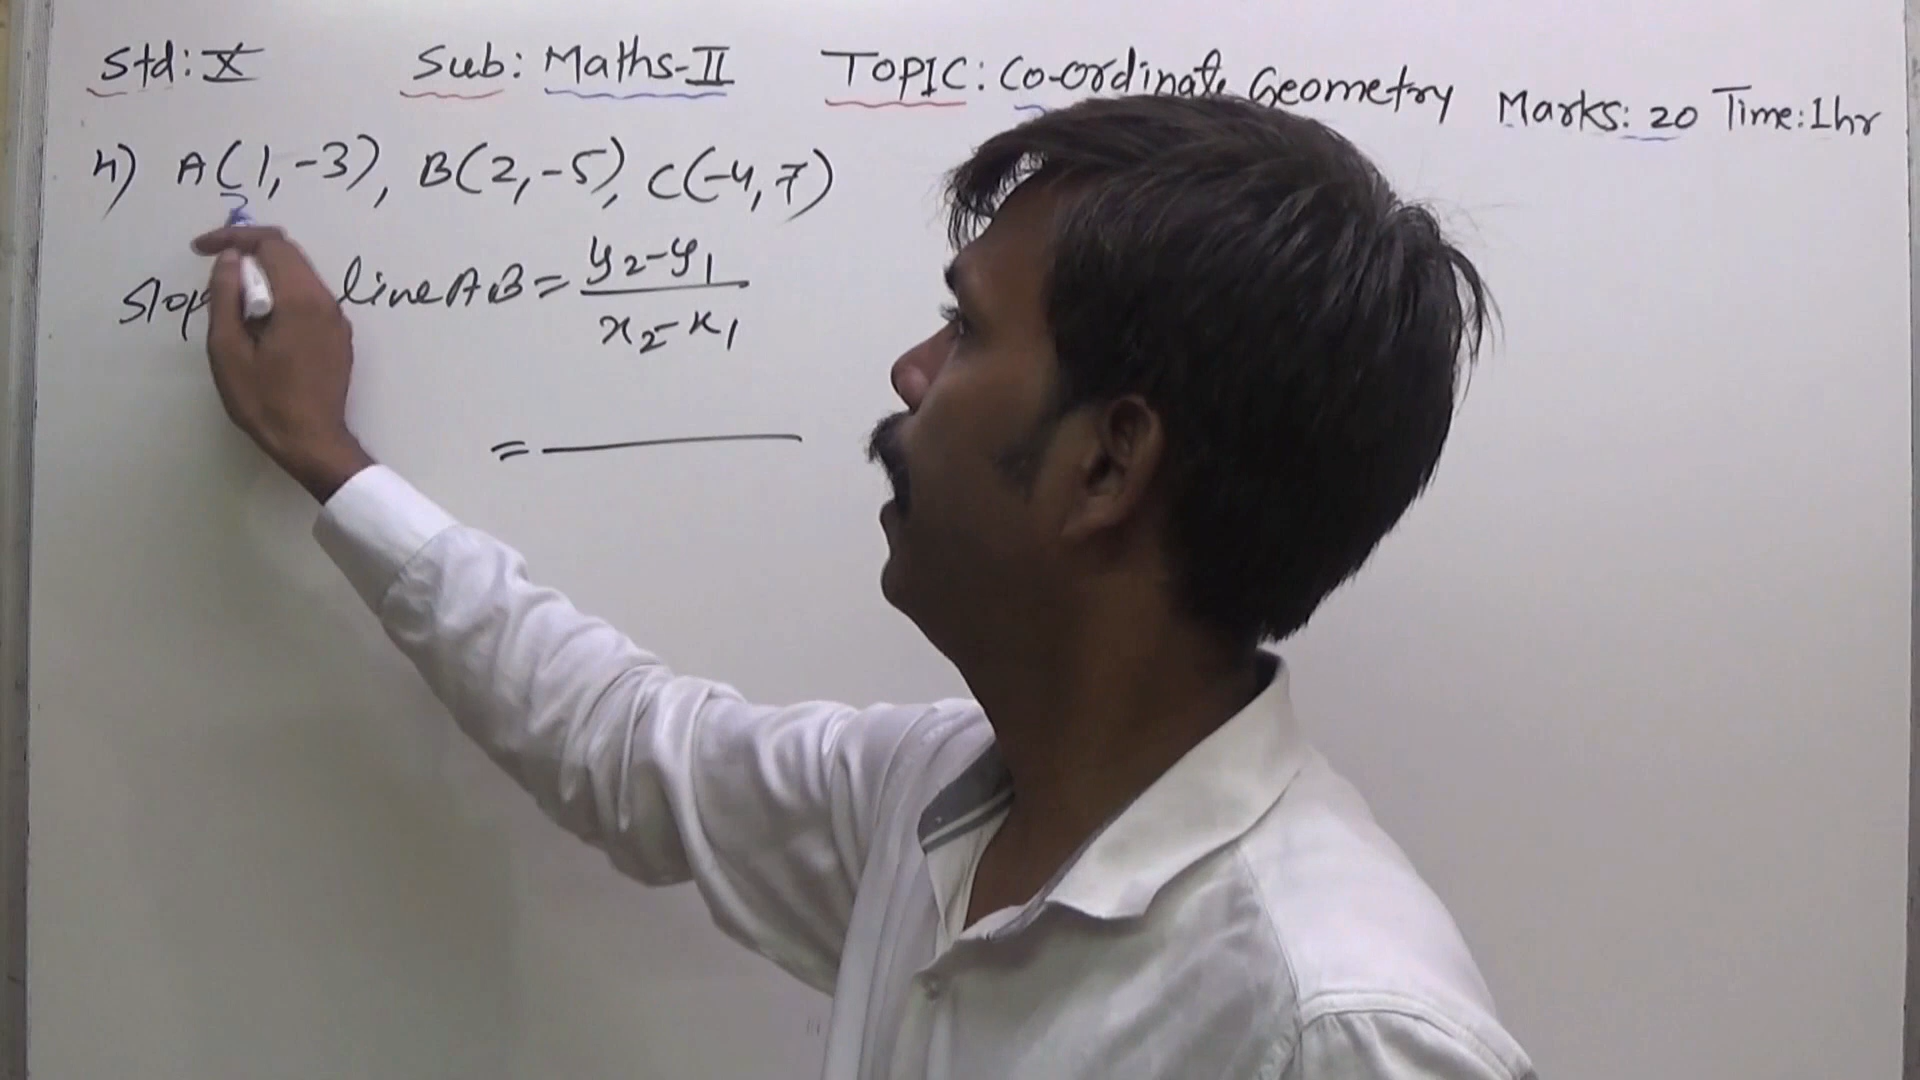 Std: X Sub: Maths-II TOPIC: Co-ordinate Geometry Marks: 20 Time: 1hr
4) A(1,-3), B(2,-5), C(-4,7)
line AB = y2-y1 / x2-x1
=